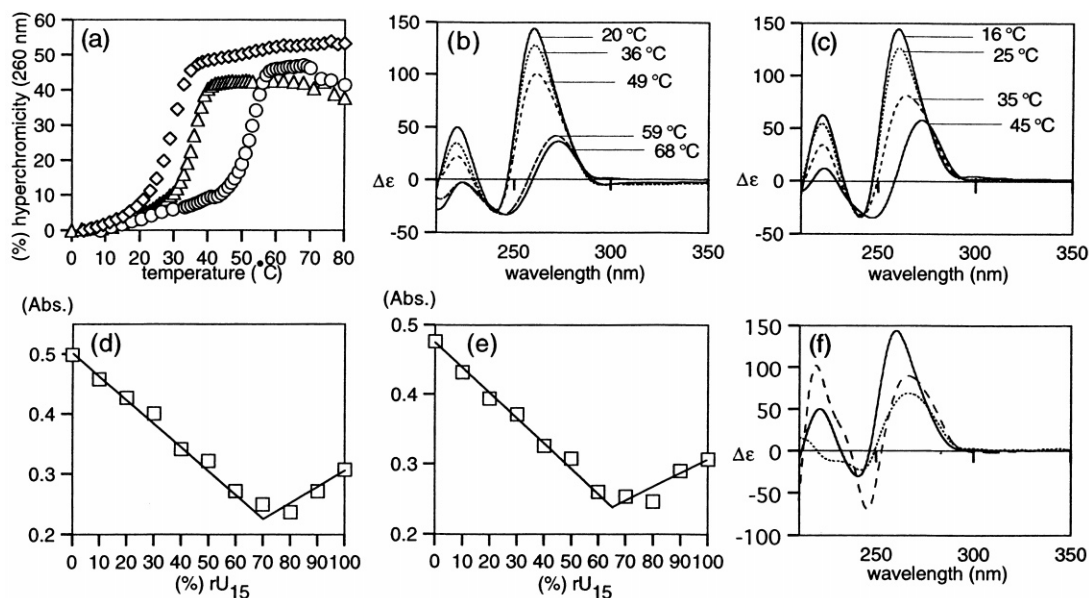 (a)
(%) hyperchromicity (260 nm)
60
50
40
30
20
10
0
0 10 20 30 40 50 60 70 80
temperature (°C)
(b)
150
100
50
0
-50
Δε
20 °C
36 °C
49 °C
59 °C
68 °C
250 300 350
wavelength (nm)
(c)
150
100
50
0
-50
Δε
16 °C
25 °C
35 °C
45 °C
250 300 350
wavelength (nm)
(Abs.)
(d)
0.5
0.4
0.3
0.2
0 10 20 30 40 50 60 70 80 90 100
(%) rU15
(Abs.)
(e)
0.5
0.4
0.3
0.2
0 10 20 30 40 50 60 70 80 90 100
(%) rU15
(f)
150
100
50
0
-50
-100
Δε
250 300 350
wavelength (nm)